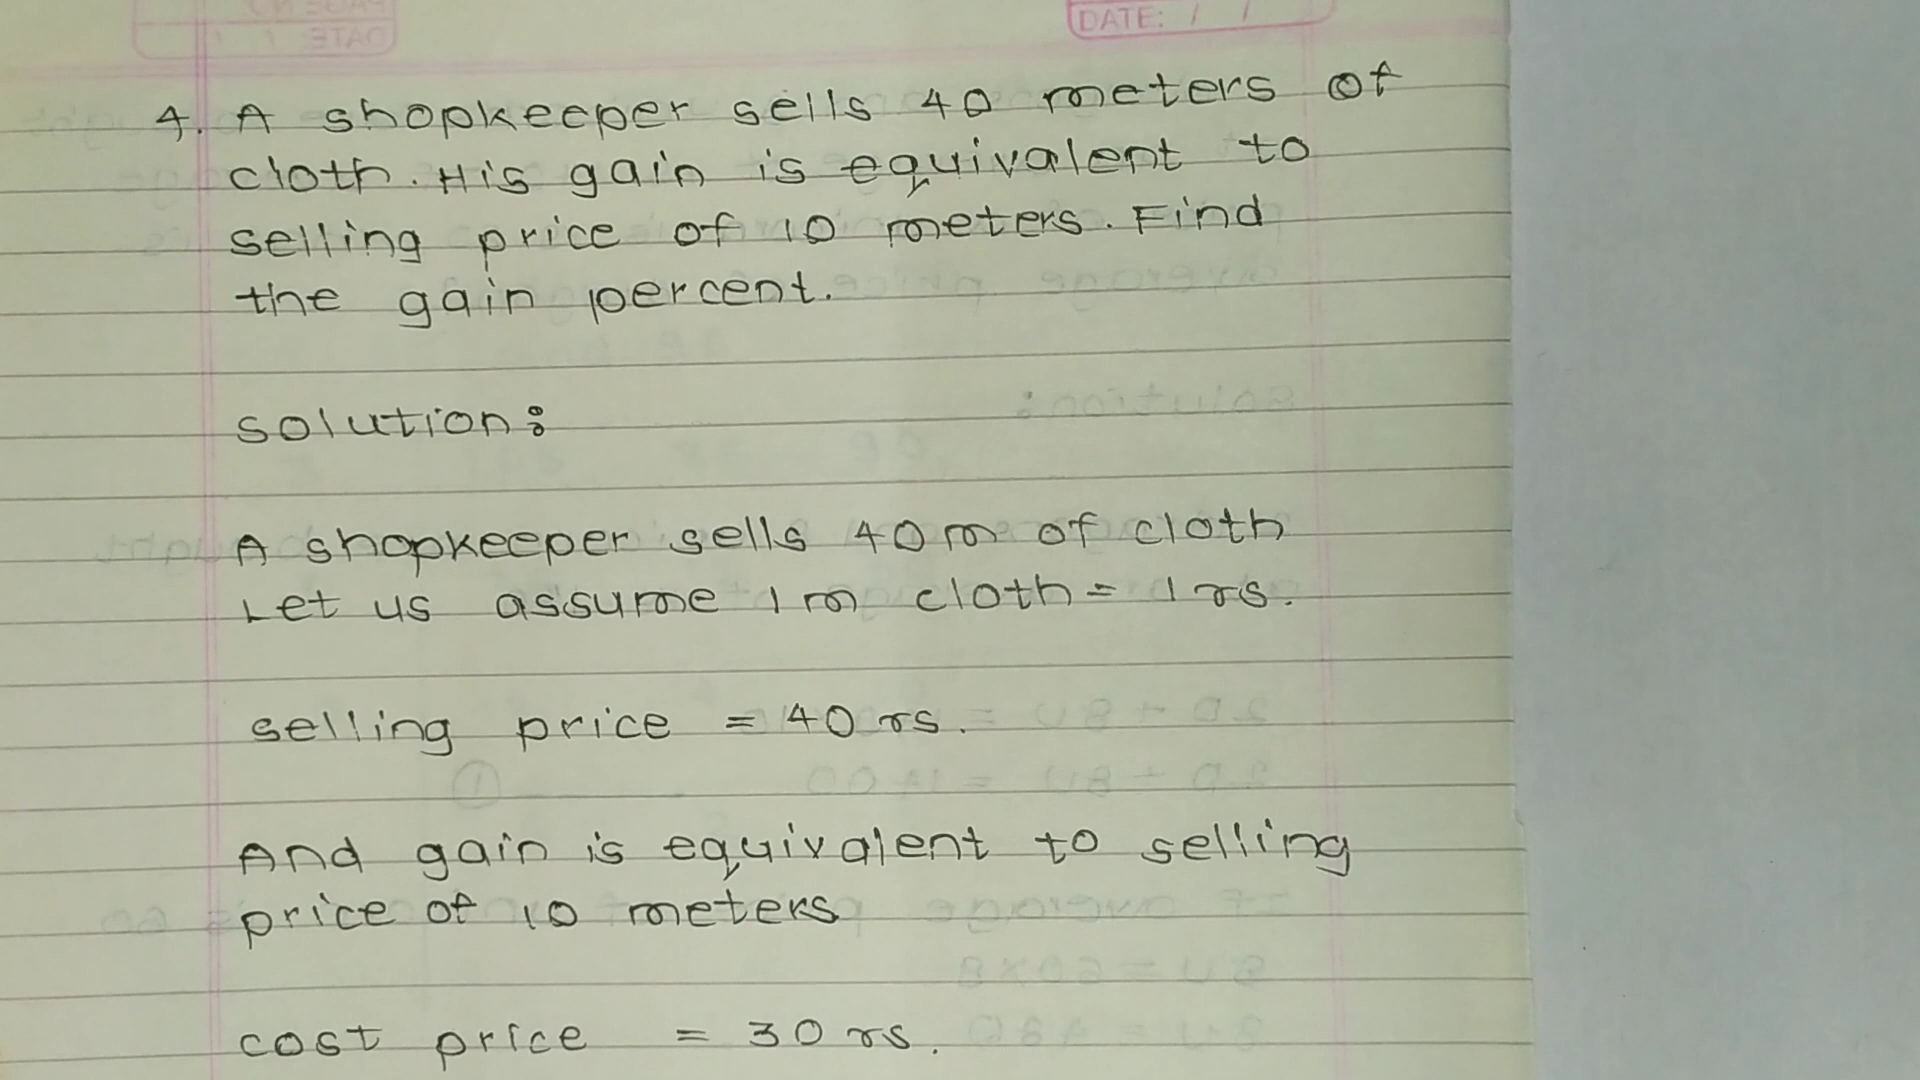 DATE: / /
4. A shopkeeper sells 40 meters of
cloth. His gain is equivalent to
selling price of 10 meters. Find
the gain percent.
solution:
A shopkeeper sells 40 m of cloth
Let us assume 1 m cloth = 1 rs.
selling price = 40 rs.
And gain is equivalent to selling
price of 10 meters
cost price = 30 rs.